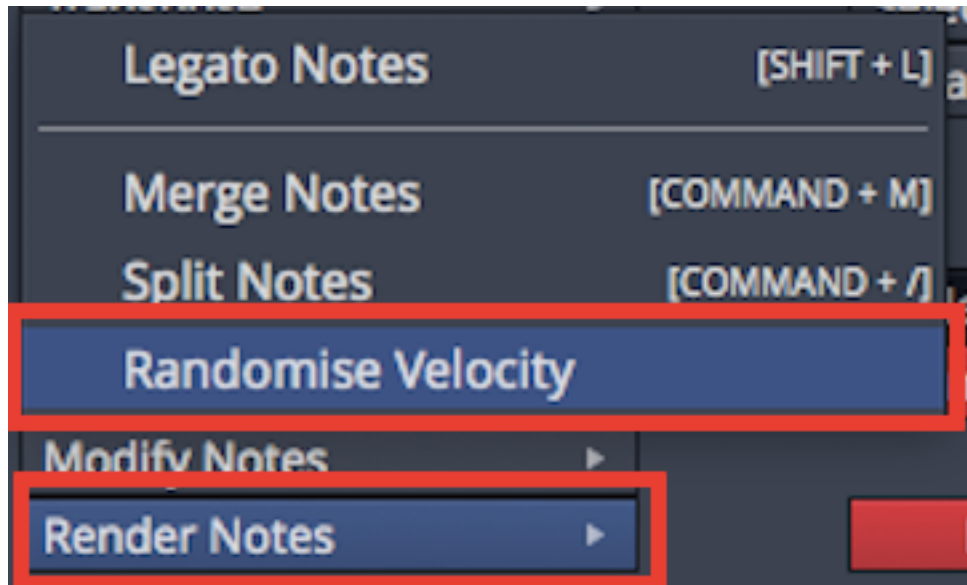 Legato Notes [SHIFT + L]
Merge Notes [COMMAND + M]
Split Notes [COMMAND + /]
Randomise Velocity
Modify Notes
Render Notes